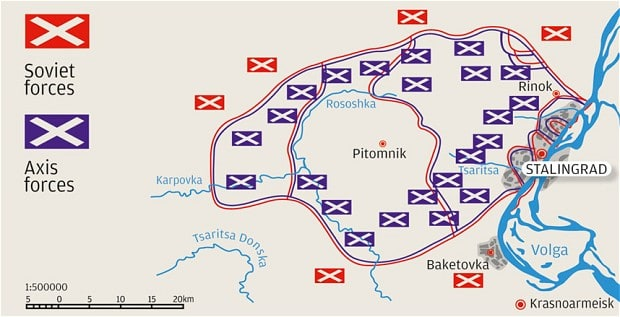 Soviet
forces
Axis
forces
Rososhka
Rinok
Pitomnik
Karpovka
Tsaritsa
STALINGRAD
Tsaritsa Donska
Baketovka
Volga
Krasnoarmeisk
1:500000
5 0 5 10 15 20km